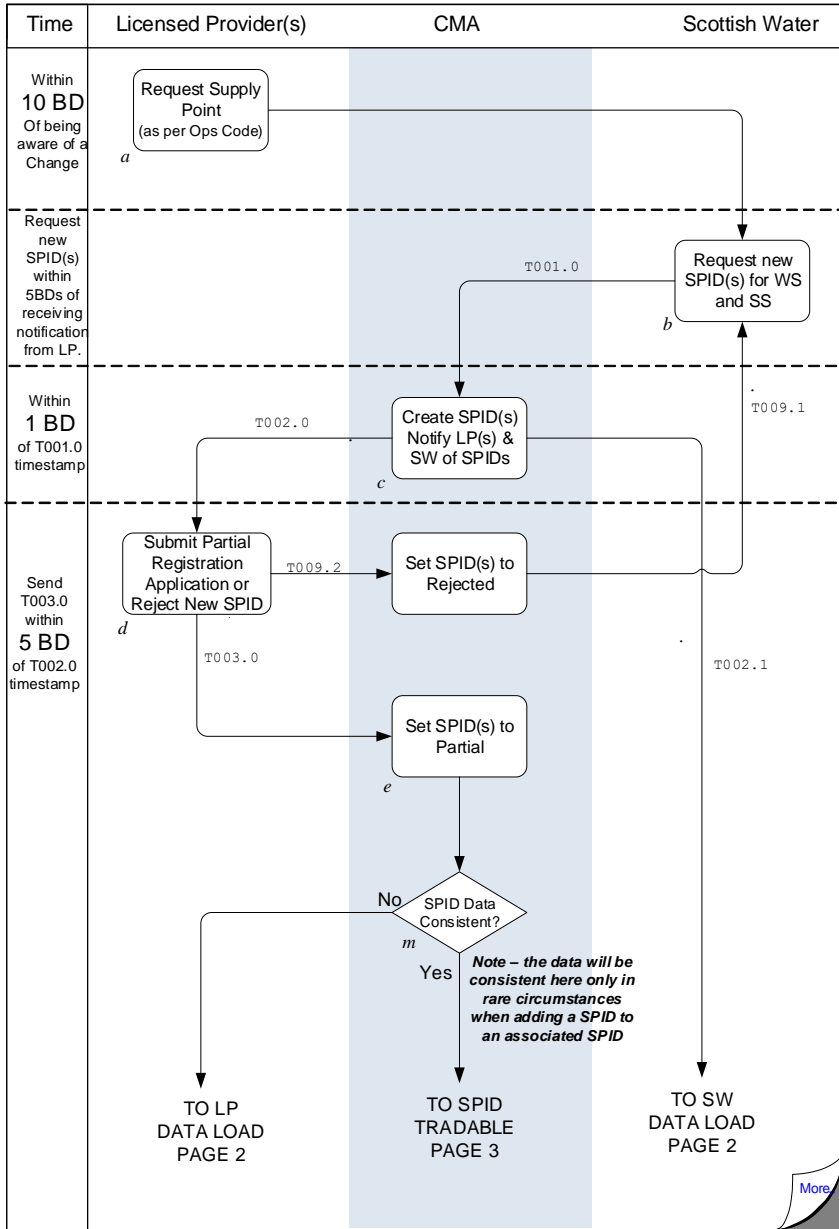 Time
Licensed Provider(s)
CMA
Scottish Water
Within
10 BD
Of being
aware of a
Change
Request Supply
Point
(as per Ops Code)
a
Request
new
SPID(s)
within
5BDs of
receiving
notification
from LP.
T001.0
Request new
SPID(s) for WS
and SS
b
Within
1 BD
of T001.0
timestamp
T002.0
Create SPID(s)
Notify LP(s) &
SW of SPIDs
c
T009.1
Send
T003.0
within
5 BD
of T002.0
timestamp
Submit Partial
Registration
Application or
Reject New SPID
d
T009.2
Set SPID(s) to
Rejected
T003.0
T002.1
Set SPID(s) to
Partial
e
No
SPID Data
Consistent?
m
Yes
Note – the data will be
consistent here only in
rare circumstances
when adding a SPID to
an associated SPID
TO LP
DATA LOAD
PAGE 2
TO SPID
TRADABLE
PAGE 3
TO SW
DATA LOAD
PAGE 2
More.